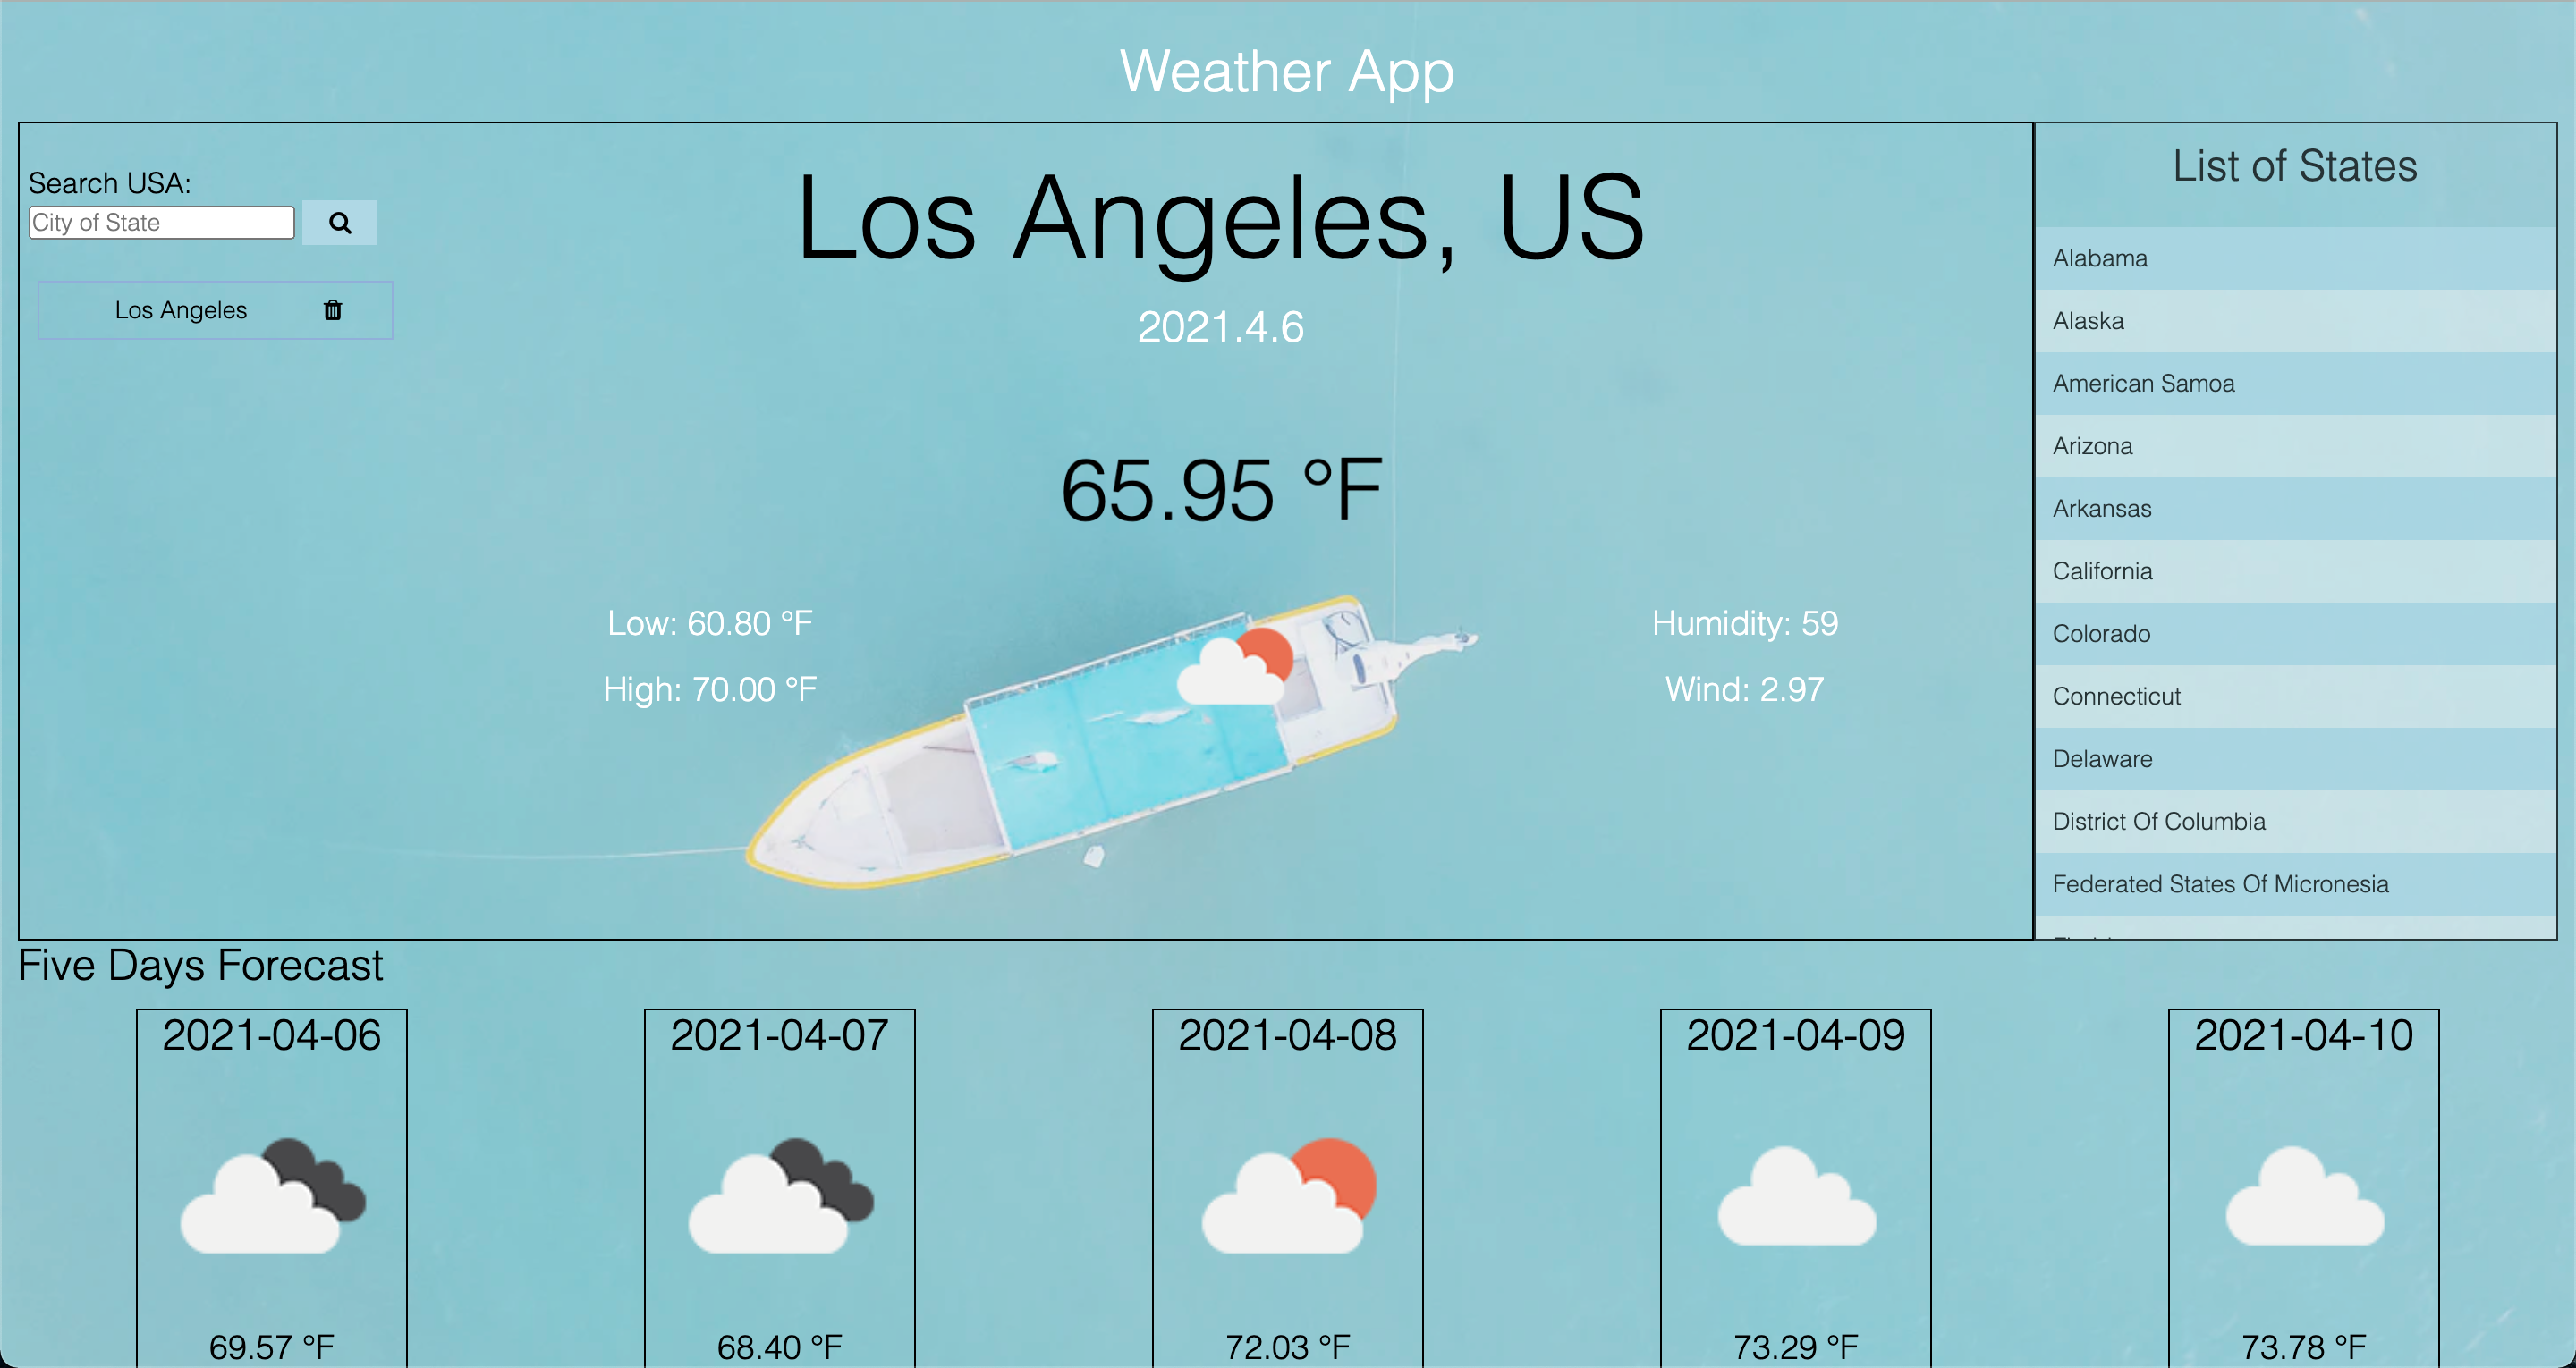 Weather App
Search USA:
City of State
Los Angeles
Los Angeles, US
2021.4.6
65.95 °F
Low: 60.80 °F
High: 70.00 °F
Humidity: 59
Wind: 2.97
List of States
Alabama
Alaska
American Samoa
Arizona
Arkansas
California
Colorado
Connecticut
Delaware
District Of Columbia
Federated States Of Micronesia
Five Days Forecast
2021-04-06
69.57 °F
2021-04-07
68.40 °F
2021-04-08
72.03 °F
2021-04-09
73.29 °F
2021-04-10
73.78 °F